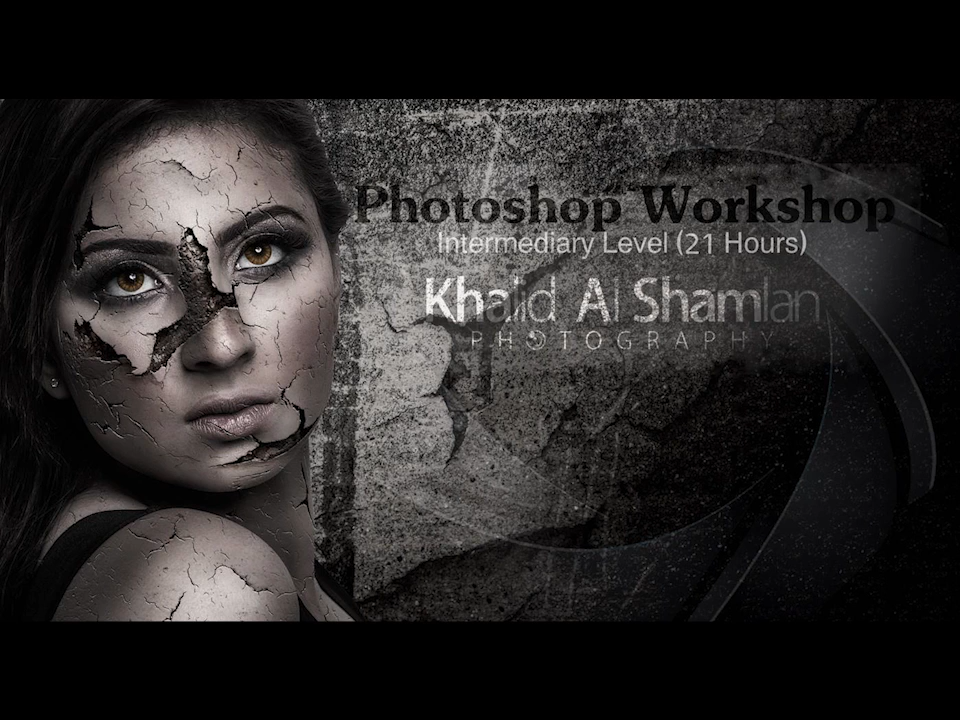 Photoshop Workshop
Intermediary Level (21 Hours)
Khalid Al Shamlan
PHOTOGRAPHY